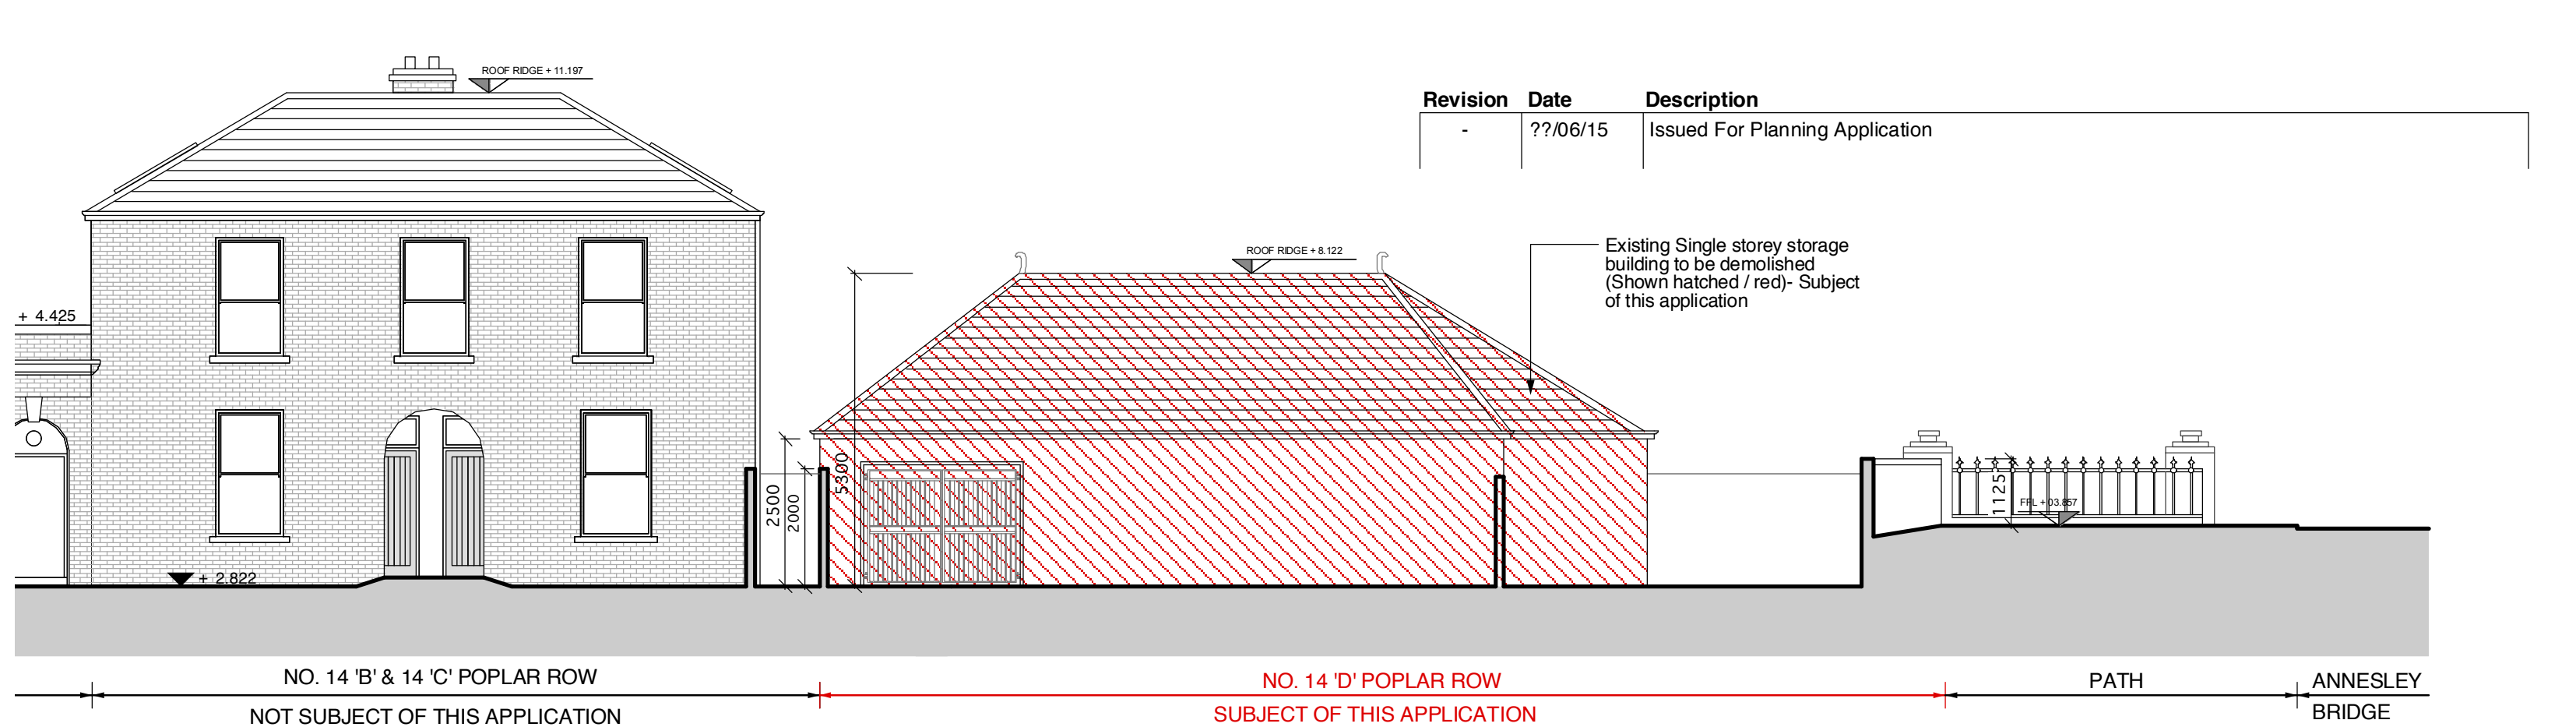 ROOF RIDGE + 11.197
Revision Date Description
- ??/06/15 Issued For Planning Application
ROOF RIDGE + 8.122
Existing Single storey storage
building to be demolished
(Shown hatched / red)- Subject
of this application
+ 4.425
5300
2500
2000
1125
FFL + 03.857
+ 2.822
NO. 14 'B' & 14 'C' POPLAR ROW
NOT SUBJECT OF THIS APPLICATION
NO. 14 'D' POPLAR ROW
SUBJECT OF THIS APPLICATION
PATH
ANNESLEY
BRIDGE